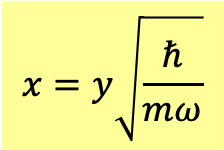 x = y√(ħ/mω)